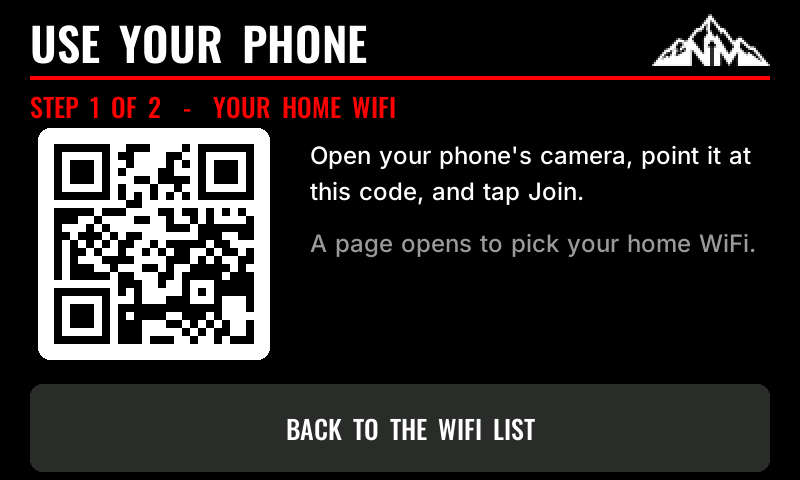 USE YOUR PHONE
NM
STEP 1 OF 2 - YOUR HOME WIFI
Open your phone's camera, point it at
this code, and tap Join.
A page opens to pick your home WiFi.
BACK TO THE WIFI LIST